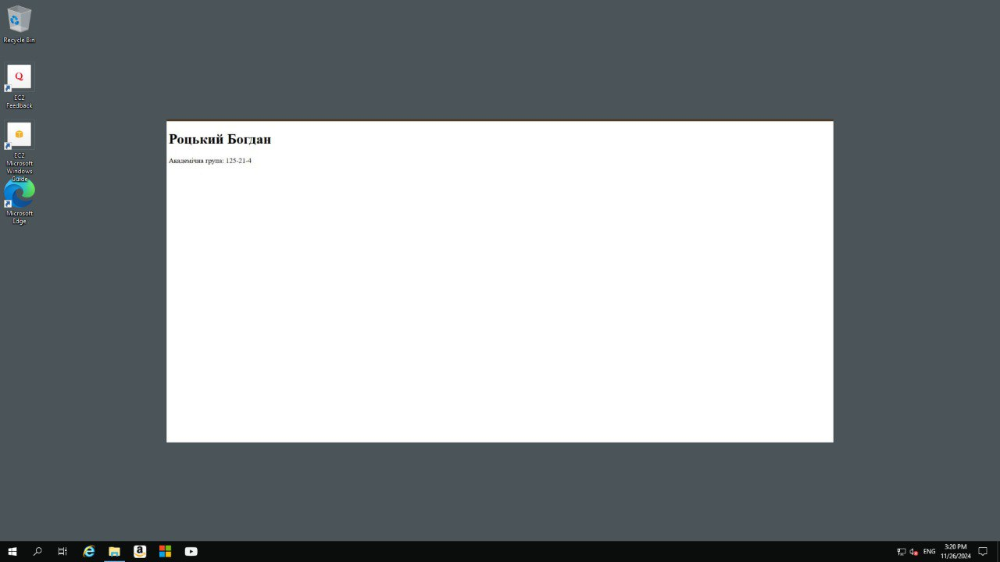 Recycle Bin
EC2
Feedback
EC2
Microsoft
Windows
Guide
Microsoft
Edge
Роцький Богдан
Академічна група: 125-21-4
ENG
3:20 PM
11/26/2024